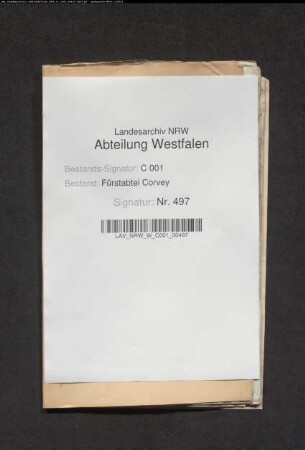 Landesarchiv NRW
Abteilung Westfalen
Bestands-Signatur: C 001
Bestand: Fürstabtei Corvey
Signatur: Nr. 497
LAV_NRW_W_C001_00497